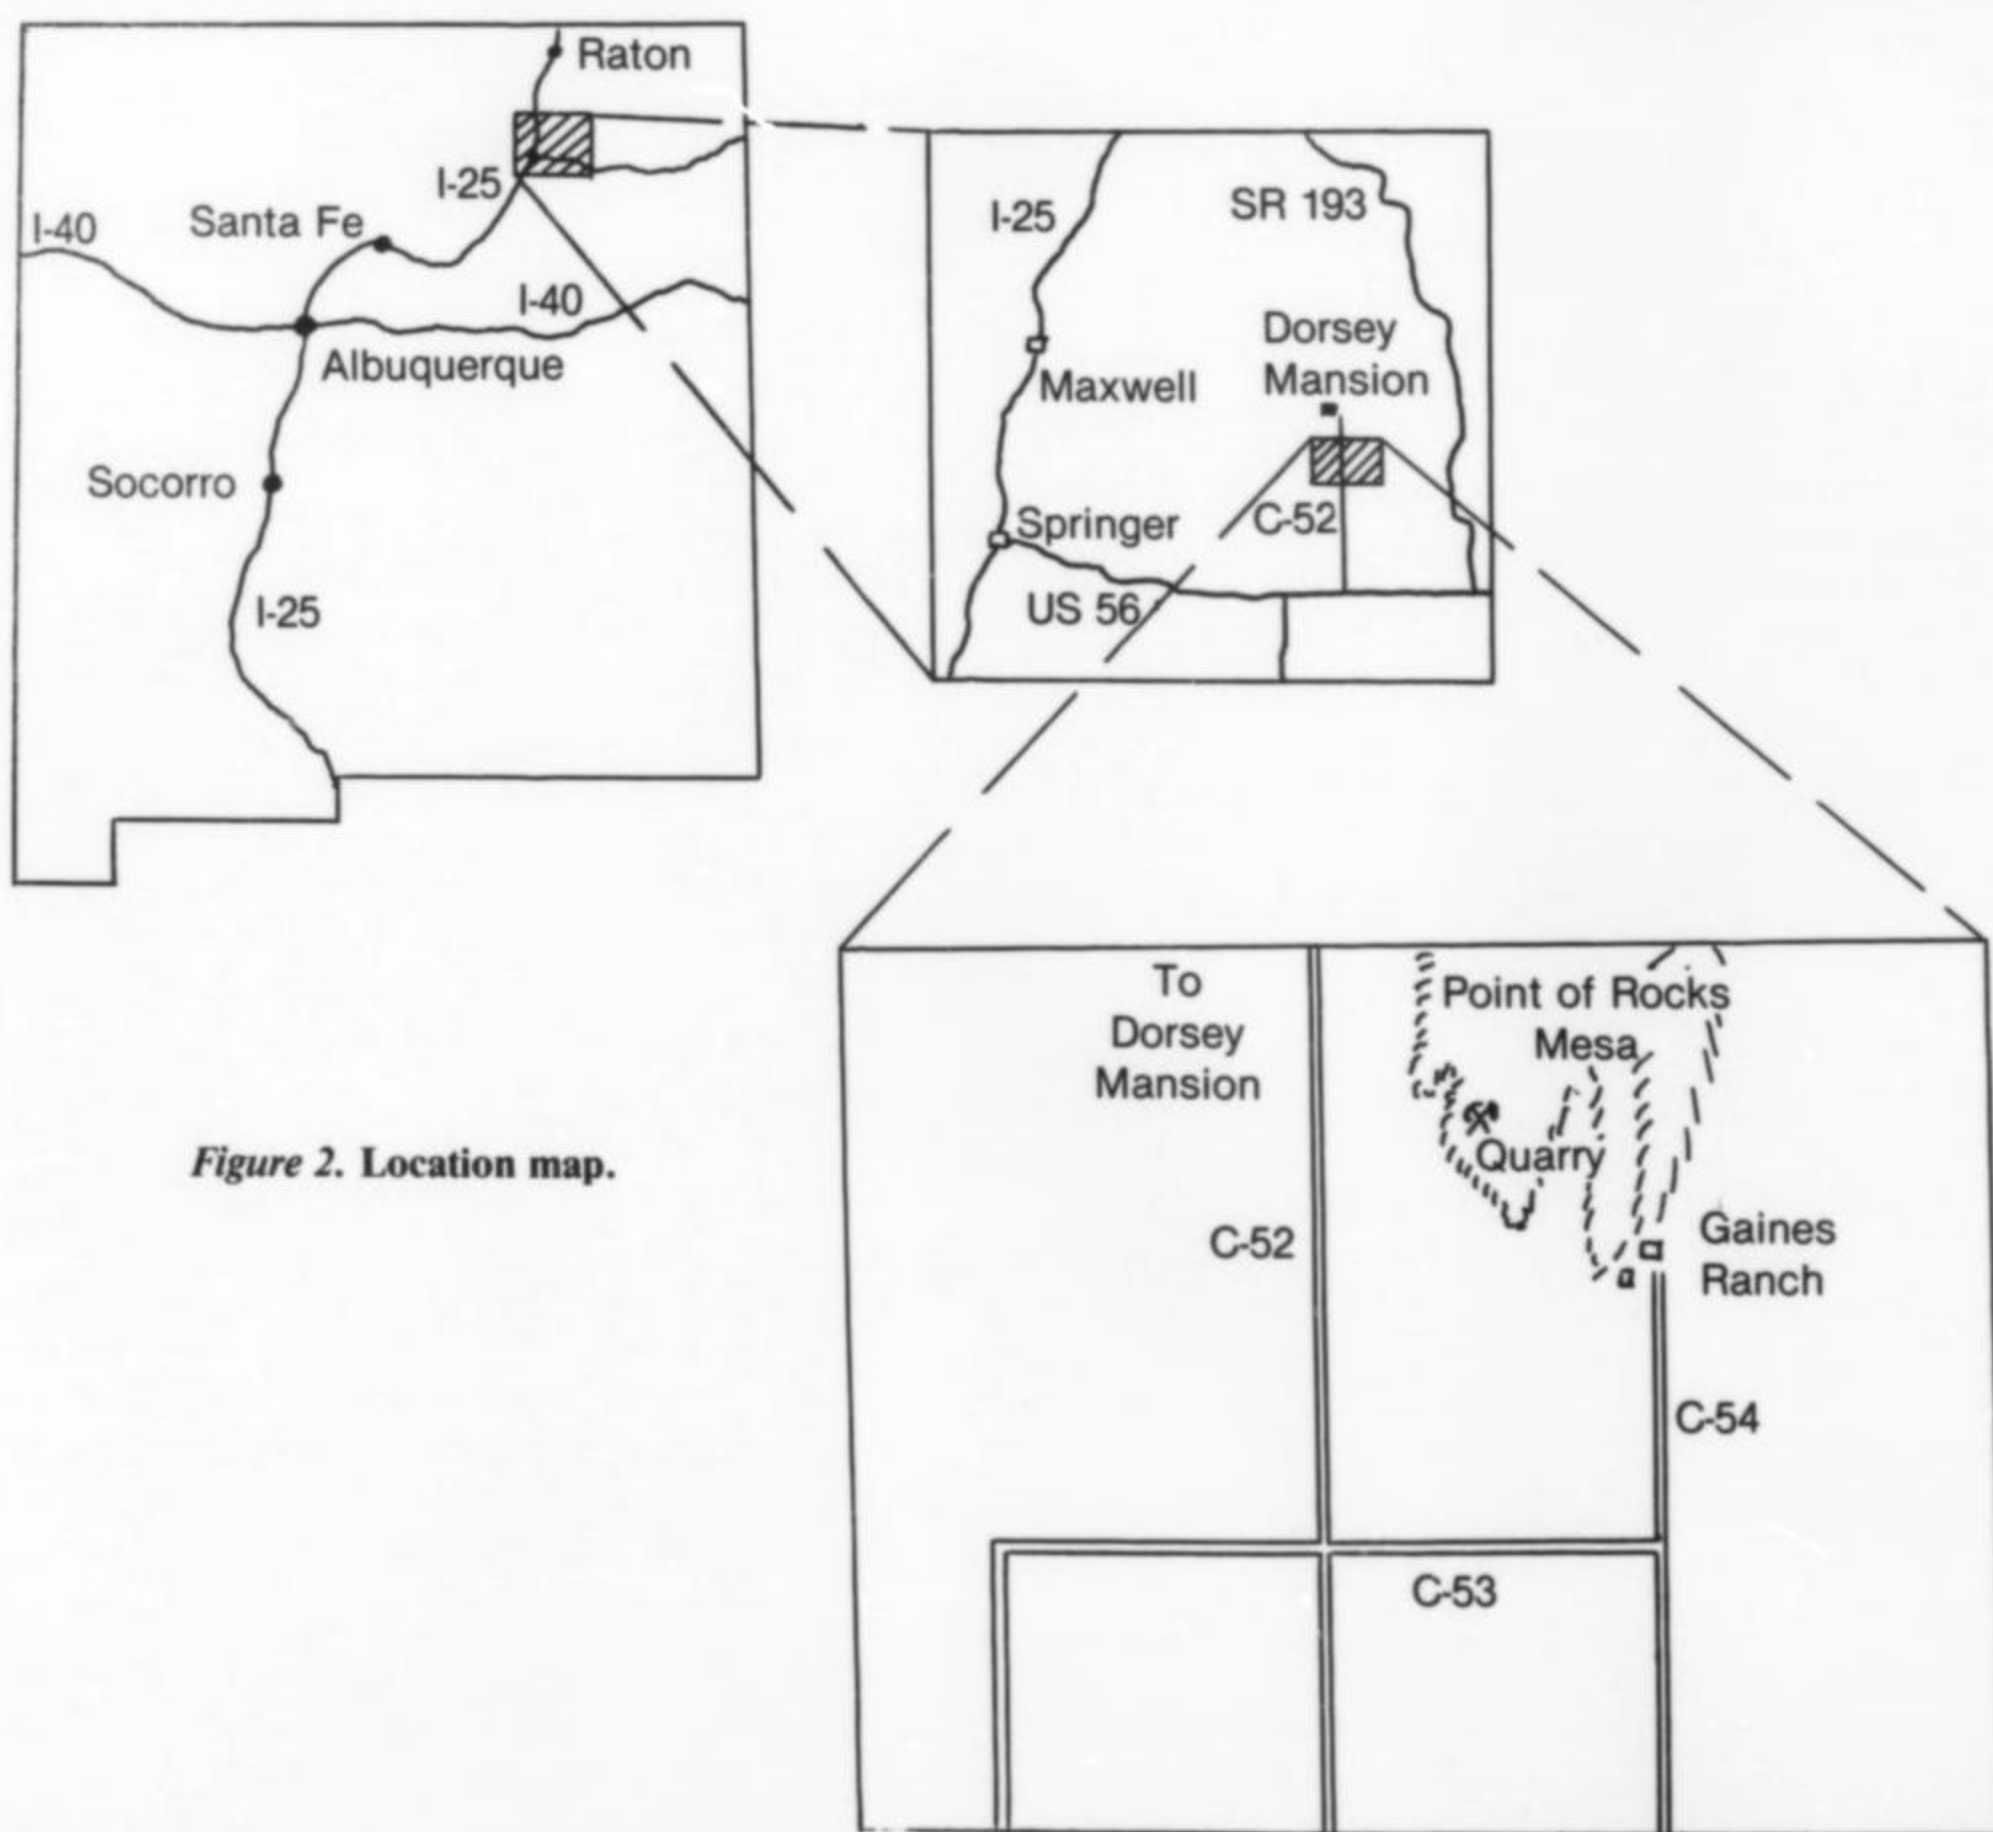 Raton
I-25
I-40
Santa Fe
I-40
Albuquerque
Socorro
I-25
I-25
SR 193
Dorsey
Mansion
Maxwell
Springer
C-52
US 56
Figure 2. Location map.
To
Dorsey
Mansion
Point of Rocks
Mesa
Quarry
C-52
Gaines
Ranch
C-54
C-53